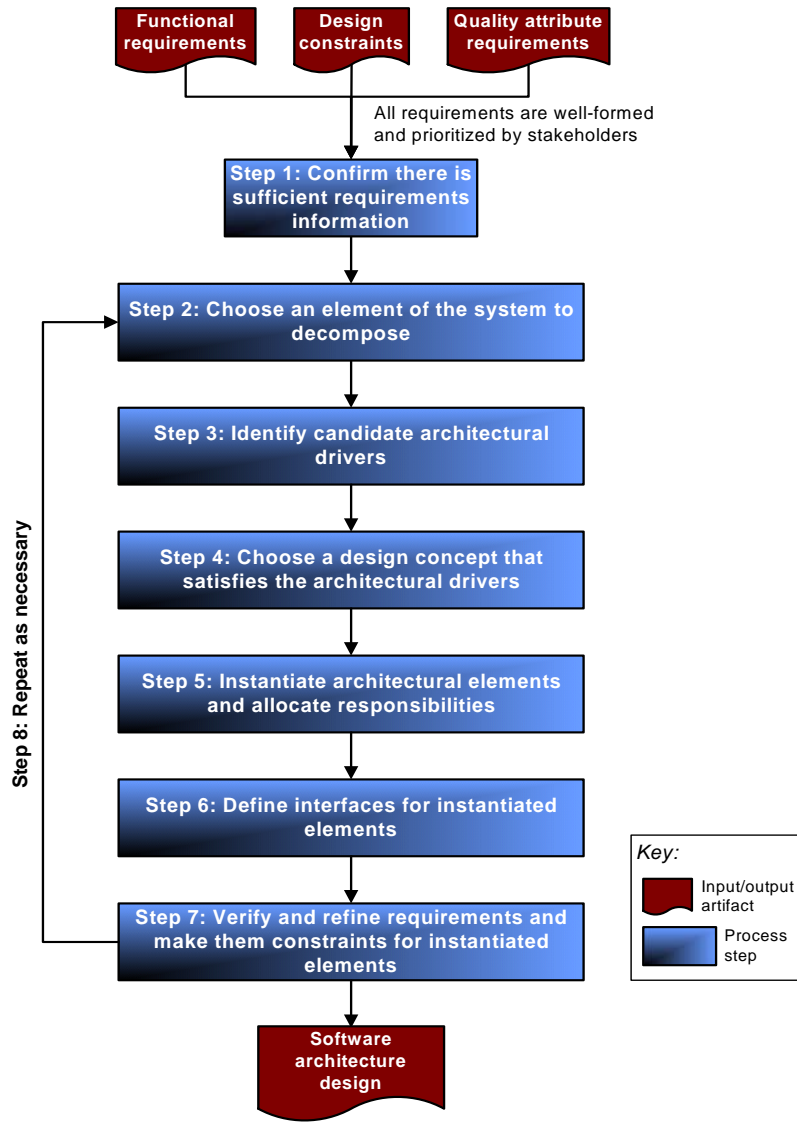 Functional
requirements
Design
constraints
Quality attribute
requirements
All requirements are well-formed
and prioritized by stakeholders
Step 1: Confirm there is
sufficient requirements
information
Step 2: Choose an element of the system to
decompose
Step 3: Identify candidate architectural
drivers
Step 4: Choose a design concept that
satisfies the architectural drivers
Step 5: Instantiate architectural elements
and allocate responsibilities
Step 6: Define interfaces for instantiated
elements
Step 7: Verify and refine requirements and
make them constraints for instantiated
elements
Step 8: Repeat as necessary
Software
architecture
design
Key:
Input/output
artifact
Process
step